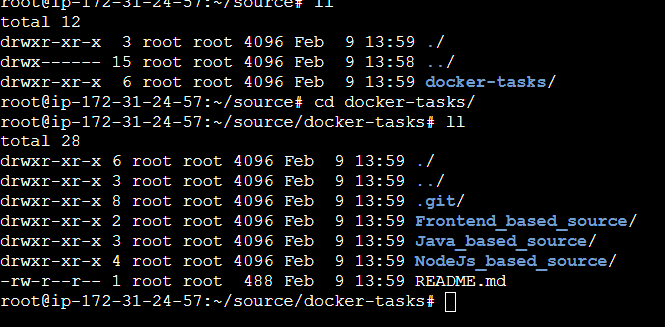 root@ip-172-31-24-57:~/source# ll
total 12
drwxr-xr-x  3 root root 4096 Feb  9 13:59 ./
drwx------ 15 root root 4096 Feb  9 13:58 ../
drwxr-xr-x  6 root root 4096 Feb  9 13:59 docker-tasks/
root@ip-172-31-24-57:~/source# cd docker-tasks/
root@ip-172-31-24-57:~/source/docker-tasks# ll
total 28
drwxr-xr-x 6 root root 4096 Feb  9 13:59 ./
drwxr-xr-x 3 root root 4096 Feb  9 13:59 ../
drwxr-xr-x 8 root root 4096 Feb  9 13:59 .git/
drwxr-xr-x 2 root root 4096 Feb  9 13:59 Frontend_based_source/
drwxr-xr-x 3 root root 4096 Feb  9 13:59 Java_based_source/
drwxr-xr-x 4 root root 4096 Feb  9 13:59 NodeJs_based_source/
-rw-r--r-- 1 root root  488 Feb  9 13:59 README.md
root@ip-172-31-24-57:~/source/docker-tasks#